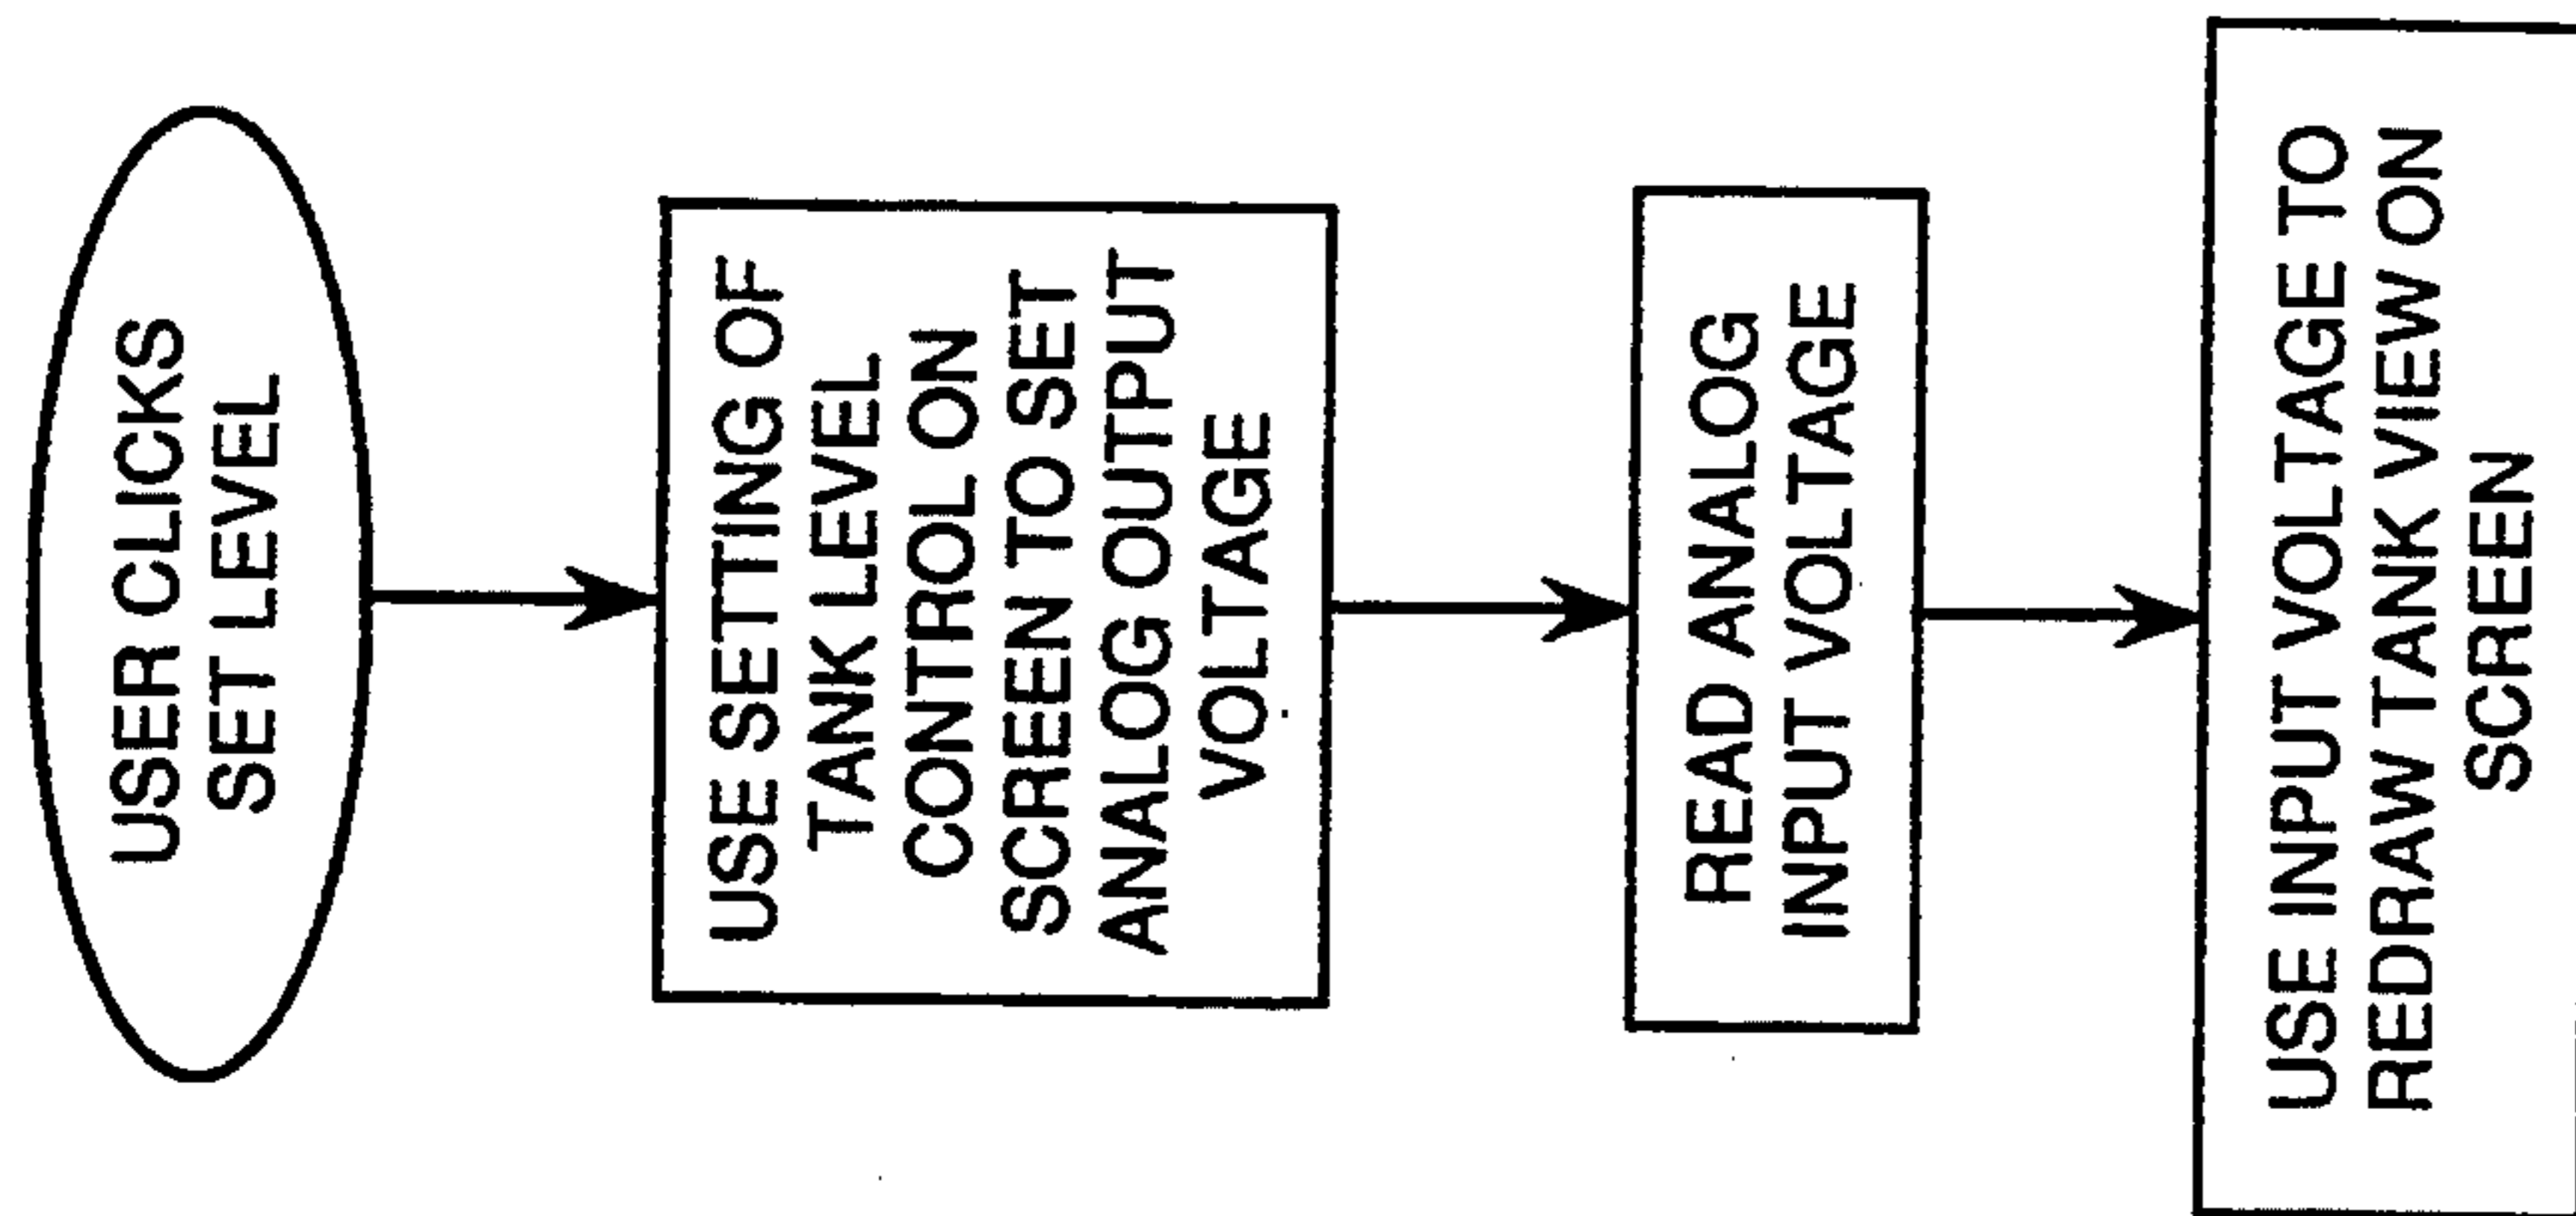 USER CLICKS
SET LEVEL
USE SETTING OF
TANK LEVEL
CONTROL ON
SCREEN TO SET
ANALOG OUTPUT
VOLTAGE
READ ANALOG
INPUT VOLTAGE
USE INPUT VOLTAGE TO
REDRAW TANK VIEW ON
SCREEN